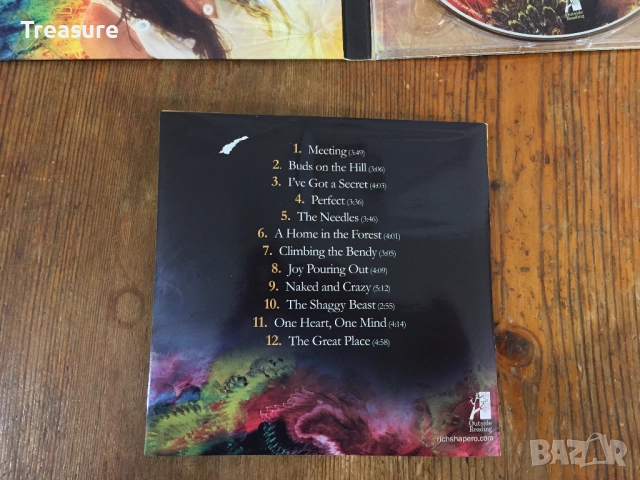 Treasure
Outside
Reading
1. Meeting (3:49)
2. Buds on the Hill (3:06)
3. I've Got a Secret (4:03)
4. Perfect (3:36)
5. The Needles (3:46)
6. A Home in the Forest (4:01)
7. Climbing the Bendy (3:05)
8. Joy Pouring Out (4:09)
9. Naked and Crazy (5:12)
10. The Shaggy Beast (2:55)
11. One Heart, One Mind (4:14)
12. The Great Place (4:58)
Outside
Reading
richshapero.com
BAZAR